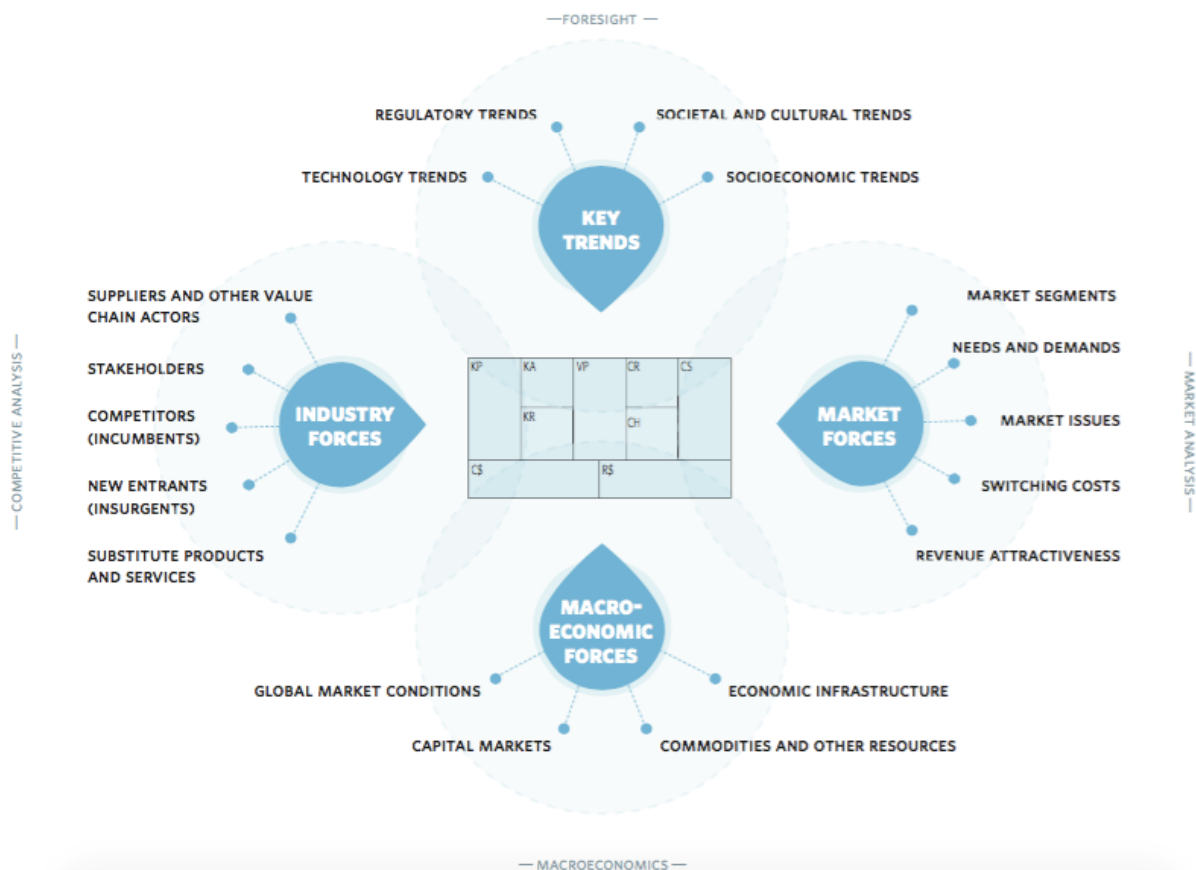 —FORESIGHT —
REGULATORY TRENDS
SOCIETAL AND CULTURAL TRENDS
TECHNOLOGY TRENDS
SOCIOECONOMIC TRENDS
KEY
TRENDS
SUPPLIERS AND OTHER VALUE
CHAIN ACTORS
STAKEHOLDERS
COMPETITORS
(INCUMBENTS)
NEW ENTRANTS
(INSURGENTS)
SUBSTITUTE PRODUCTS
AND SERVICES
INDUSTRY
FORCES
—COMPETITIVE ANALYSIS—
KP
KA
VP
CR
CS
KR
CH
C$
R$
MARKET
FORCES
MARKET SEGMENTS
NEEDS AND DEMANDS
MARKET ISSUES
SWITCHING COSTS
REVENUE ATTRACTIVENESS
— MARKET ANALYSIS—
MACRO-
ECONOMIC
FORCES
GLOBAL MARKET CONDITIONS
ECONOMIC INFRASTRUCTURE
CAPITAL MARKETS
COMMODITIES AND OTHER RESOURCES
— MACROECONOMICS —